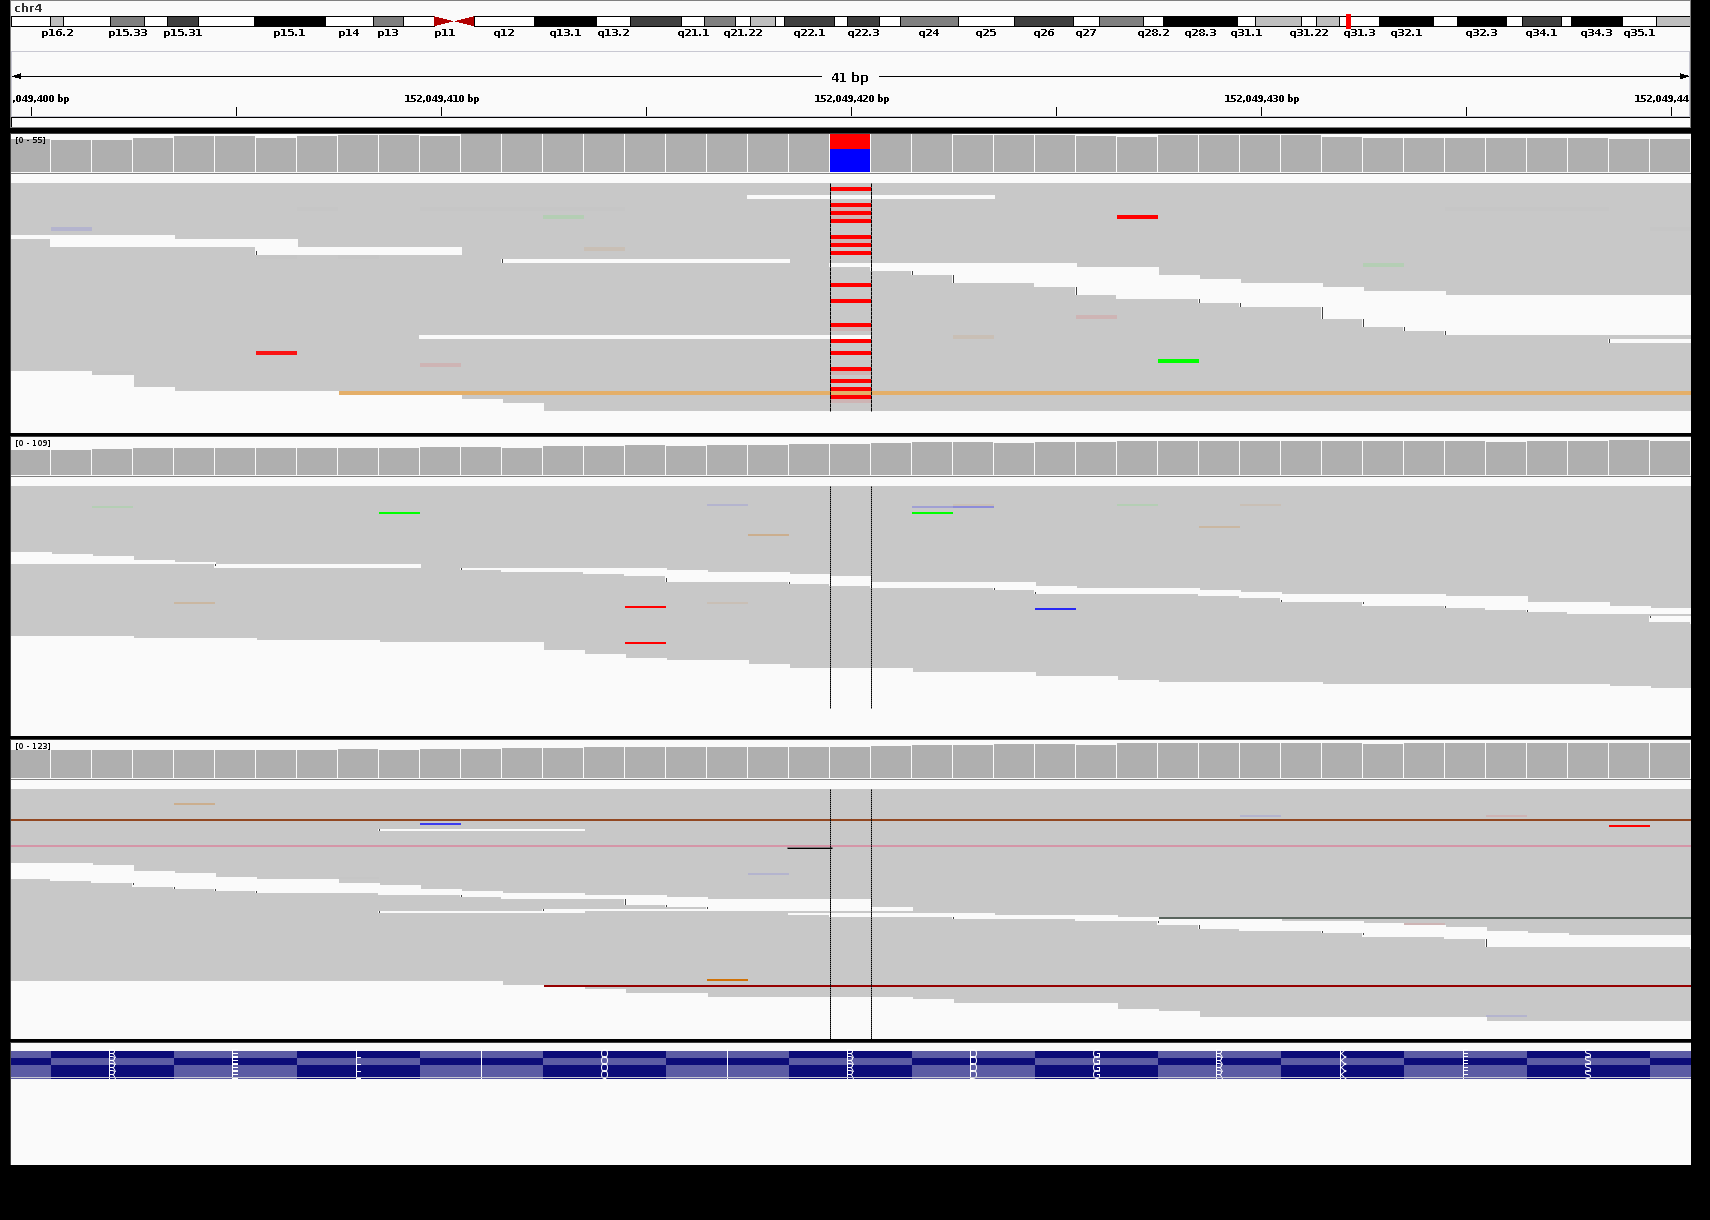 chr4
p16.2 p15.33 p15.31 p15.1 p14 p13 p11 q12 q13.1 q13.2 q21.1 q21.22 q22.1 q22.3 q24 q25 q26 q27 q28.2 q28.3 q31.1 q31.22 q31.3 q32.1 q32.3 q34.1 q34.3 q35.1
41 bp
,049,400 bp 152,049,410 bp 152,049,420 bp 152,049,430 bp 152,049,44
[0 - 55]
[0 - 109]
[0 - 123]